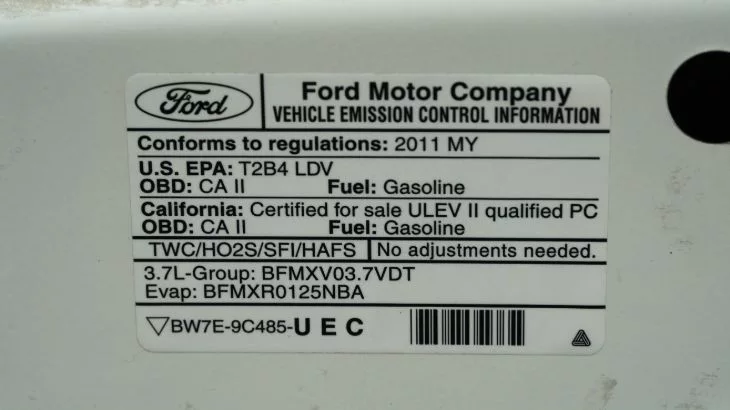 Ford
Ford Motor Company
VEHICLE EMISSION CONTROL INFORMATION
Conforms to regulations: 2011 MY
U.S. EPA: T2B4 LDV
OBD: CA II Fuel: Gasoline
California: Certified for sale ULEV II qualified PC
OBD: CA II Fuel: Gasoline
TWC/HO2S/SFI/HAFS No adjustments needed.
3.7L-Group: BFMXV03.7VDT
Evap: BFMXR0125NBA
▽BW7E-9C485-U E C